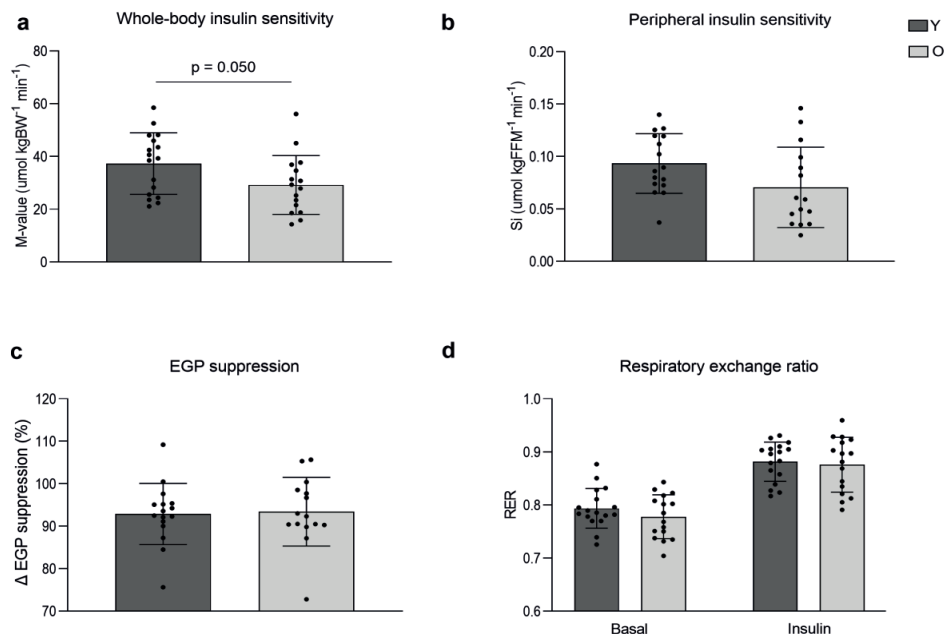 a
Whole-body insulin sensitivity
M-value (umol kgBW⁻¹ min⁻¹)
80
60
40
20
0
p = 0.050
b
Peripheral insulin sensitivity
Si (umol kgFFM⁻¹ min⁻¹)
0.20
0.15
0.10
0.05
0.00
Y
O
c
EGP suppression
Δ EGP suppression (%)
120
110
100
90
80
70
d
Respiratory exchange ratio
RER
1.0
0.9
0.8
0.7
0.6
Basal
Insulin